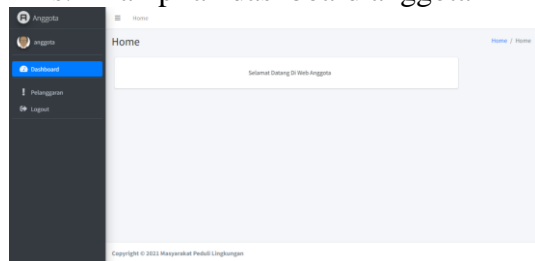 Anggota
Home
anggota
Home
Home / Home
Dashboard
Selamat Datang Di Web Anggota
Pelanggaran
Logout
Copyright © 2021 Masyarakat Peduli Lingkungan